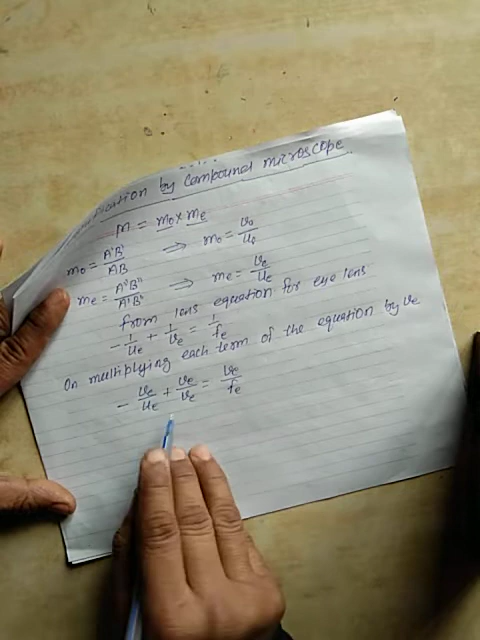 ification by compound microscope
M = mo × me
mo = A'B' / AB ⇒ mo = vo / uo
me = A"B" / A'B' ⇒ me = ve / ue
from lens equation for eye lens
- 1/ue + 1/ve = 1/fe
On multiplying each term of the equation by ve
- ve/ue + ve/ve = ve/fe